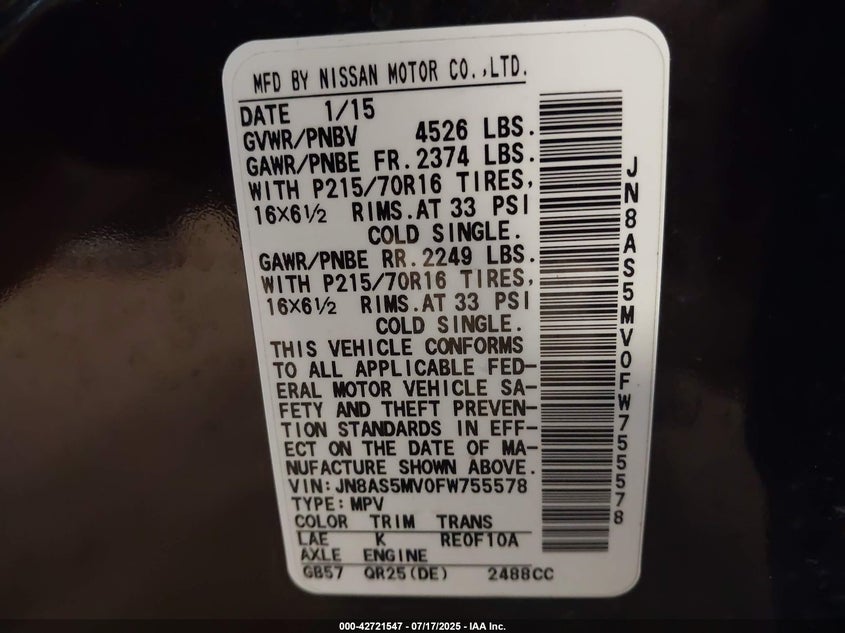 MFD BY NISSAN MOTOR CO.,LTD.
DATE 1/15
GVWR/PNBV 4526 LBS.
GAWR/PNBE FR. 2374 LBS.
WITH P215/70R16 TIRES,
16×6½ RIMS. AT 33 PSI
COLD SINGLE.
GAWR/PNBE RR. 2249 LBS.
WITH P215/70R16 TIRES,
16×6½ RIMS. AT 33 PSI
COLD SINGLE.
THIS VEHICLE CONFORMS
TO ALL APPLICABLE FED-
ERAL MOTOR VEHICLE SA-
FETY AND THEFT PREVEN-
TION STANDARDS IN EFF-
ECT ON THE DATE OF MA-
NUFACTURE SHOWN ABOVE.
VIN: JN8AS5MV0FW755578
TYPE: MPV
COLOR TRIM TRANS
LAE K RE0F10A
AXLE ENGINE
GB57 QR25(DE) 2488CC
JN8AS5MV0FW755578
000-42721547 - 07/17/2025 - IAA Inc.